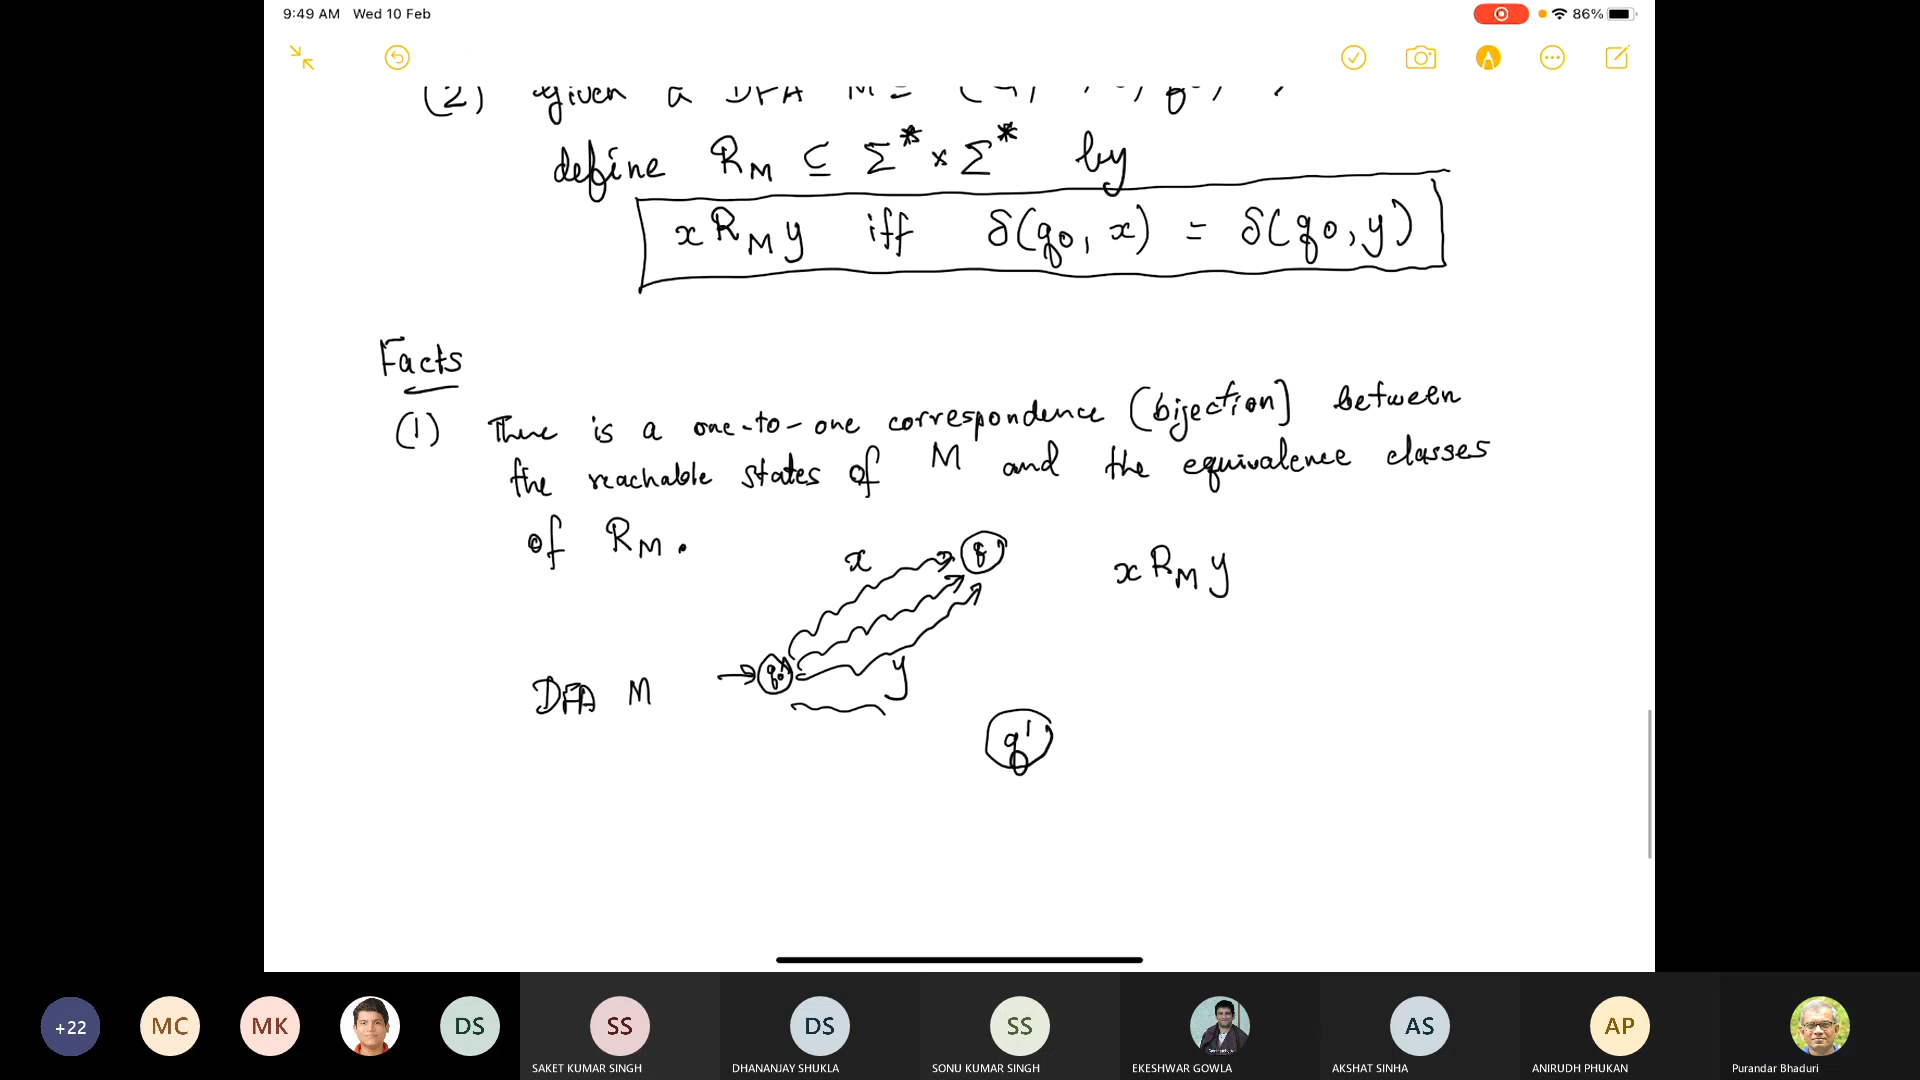 9:49 AM Wed 10 Feb 86%
(2) given a DFA M =
define R_M ⊆ Σ* × Σ* by
x R_M y iff δ(q0, x) = δ(q0, y)
Facts
(1) There is a one-to-one correspondence (bijection] between
the reachable states of M and the equivalence classes
of R_M.
x q x R_M y
q0 y
DFA M
q'
+22 MC MK DS SS DS SS AS AP
SAKET KUMAR SINGH DHANANJAY SHUKLA SONU KUMAR SINGH EKESHWAR GOWLA AKSHAT SINHA ANIRUDH PHUKAN Purandar Bhaduri